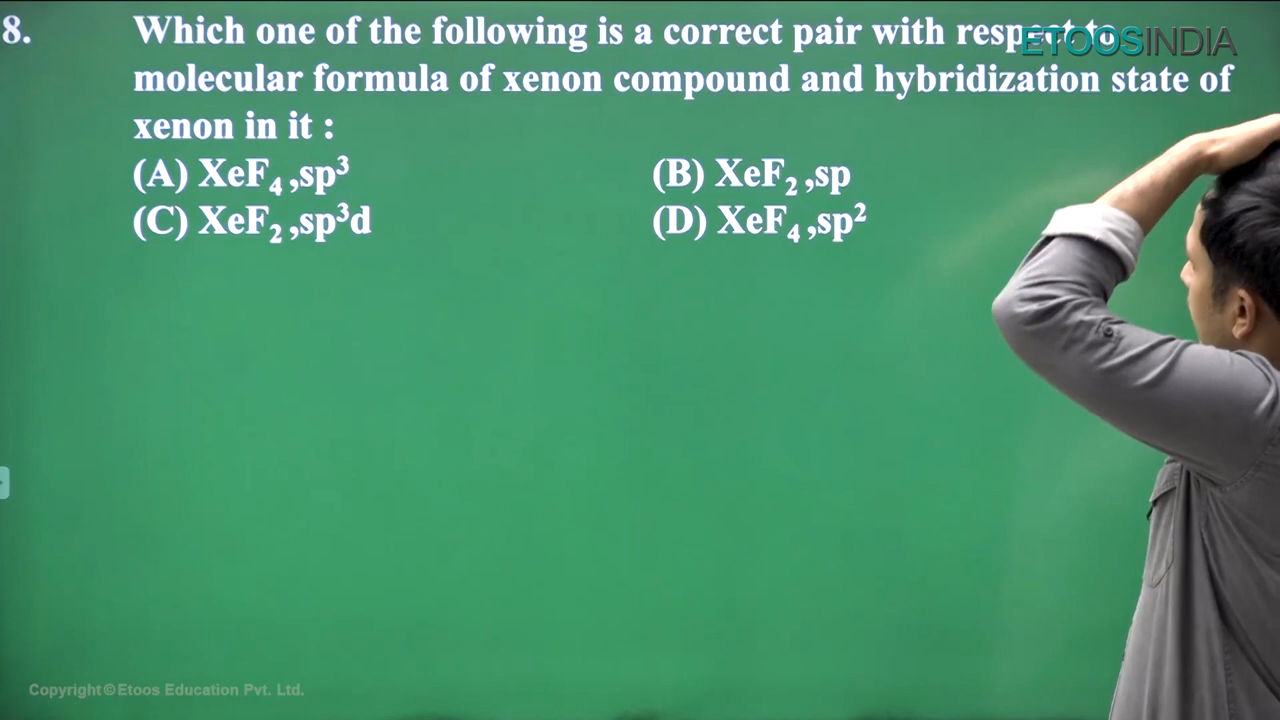 8. Which one of the following is a correct pair with respect to
ETOOSINDIA
molecular formula of xenon compound and hybridization state of
xenon in it :
(A) XeF₄ ,sp³ (B) XeF₂ ,sp
(C) XeF₂ ,sp³d (D) XeF₄ ,sp²
Copyright © Etoos Education Pvt. Ltd.